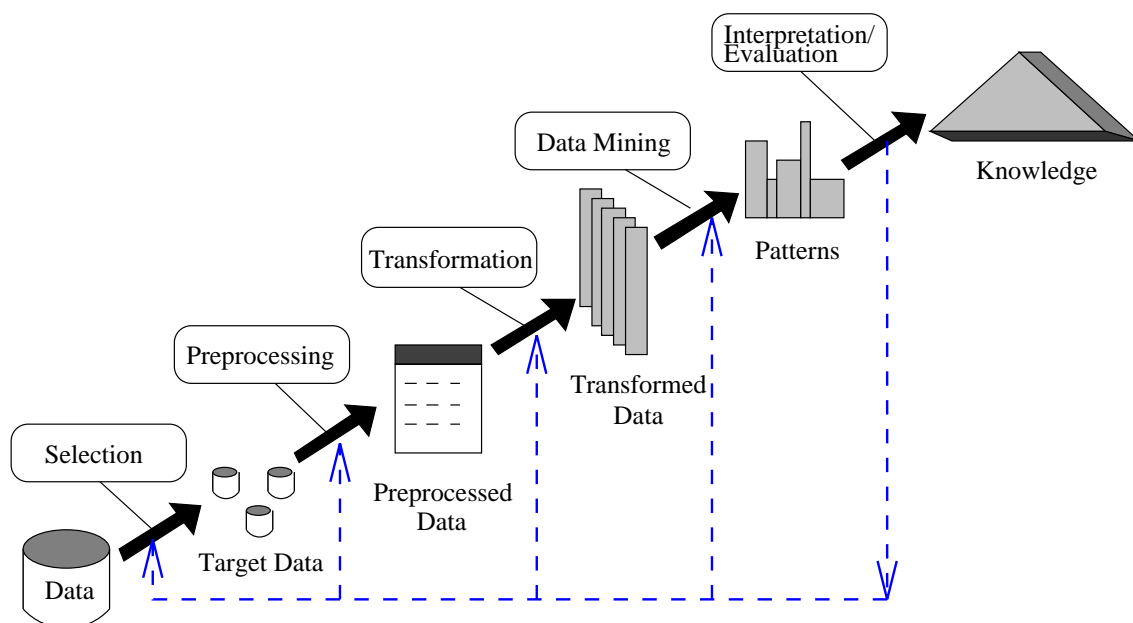 Interpretation/
Evaluation
Knowledge
Data Mining
Patterns
Transformation
Transformed
Data
Preprocessing
Preprocessed
Data
Selection
Target Data
Data